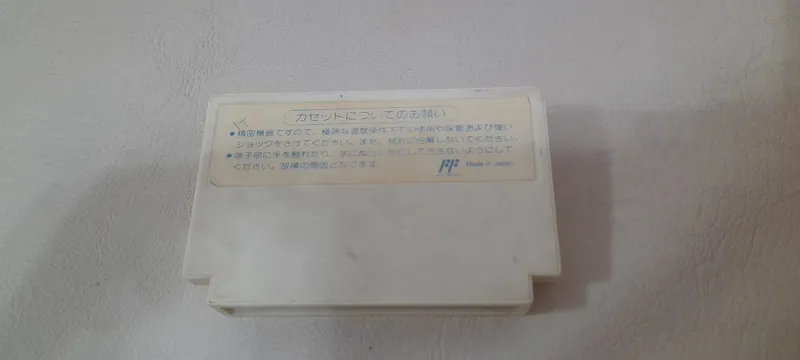 カセットについてのお願い
●精密機器ですので、極端な温度条件下での使用や保管および強い
ショックをさけてください。また、絶対に分解しないでください。
●端子部に手を触れたり、水にぬらしたりしてよごさないようにして
ください。故障の原因となります。
FF Made in Japan